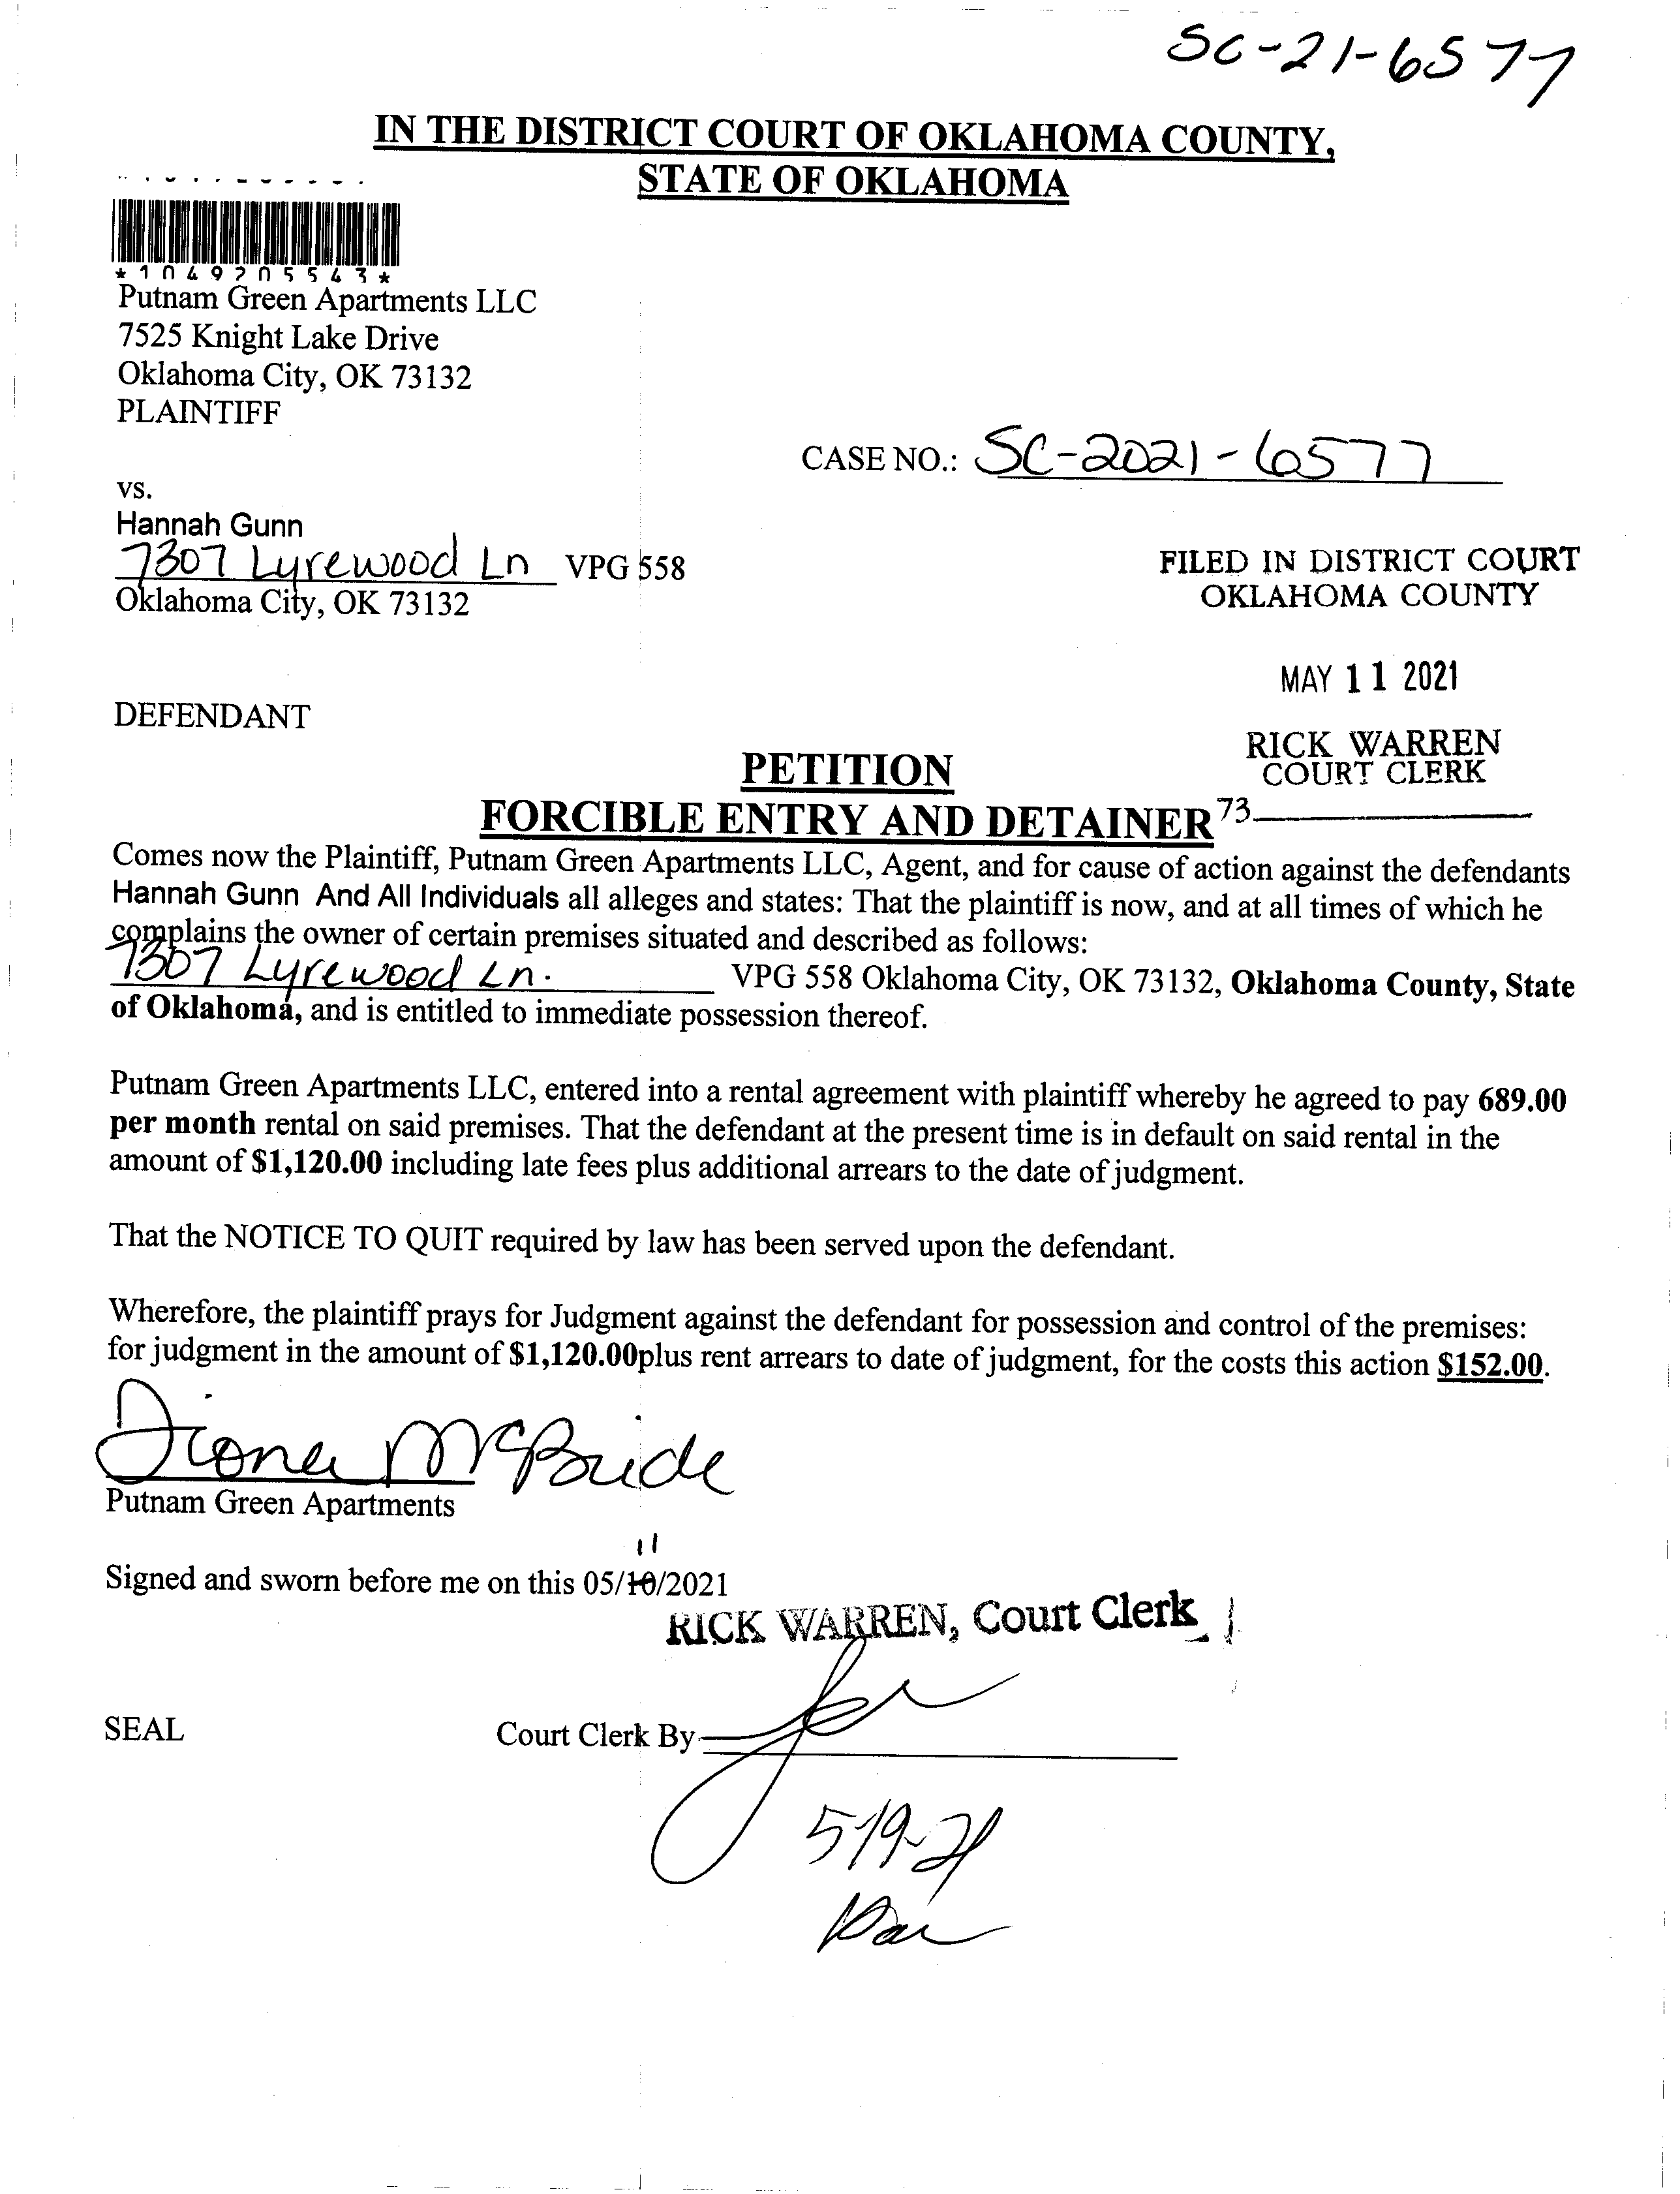 SC-21-6577
IN THE DISTRICT COURT OF OKLAHOMA COUNTY,
STATE OF OKLAHOMA
*1049205543*
Putnam Green Apartments LLC
7525 Knight Lake Drive
Oklahoma City, OK 73132
PLAINTIFF
CASE NO.: SC-2021-6577
vs.
Hannah Gunn
7307 Lyrewood Ln VPG 558
Oklahoma City, OK 73132
FILED IN DISTRICT COURT
OKLAHOMA COUNTY
MAY 11 2021
DEFENDANT
RICK WARREN
COURT CLERK
73
PETITION
FORCIBLE ENTRY AND DETAINER
Comes now the Plaintiff, Putnam Green Apartments LLC, Agent, and for cause of action against the defendants
Hannah Gunn And All Individuals all alleges and states: That the plaintiff is now, and at all times of which he
complains the owner of certain premises situated and described as follows:
7307 Lyrewood Ln. VPG 558 Oklahoma City, OK 73132, Oklahoma County, State
of Oklahoma, and is entitled to immediate possession thereof.
Putnam Green Apartments LLC, entered into a rental agreement with plaintiff whereby he agreed to pay 689.00
per month rental on said premises. That the defendant at the present time is in default on said rental in the
amount of $1,120.00 including late fees plus additional arrears to the date of judgment.
That the NOTICE TO QUIT required by law has been served upon the defendant.
Wherefore, the plaintiff prays for Judgment against the defendant for possession and control of the premises:
for judgment in the amount of $1,120.00plus rent arrears to date of judgment, for the costs this action $152.00.
McBride
Putnam Green Apartments
11
Signed and sworn before me on this 05/10/2021
RICK WARREN, Court Clerk
SEAL
Court Clerk By
5-19-21